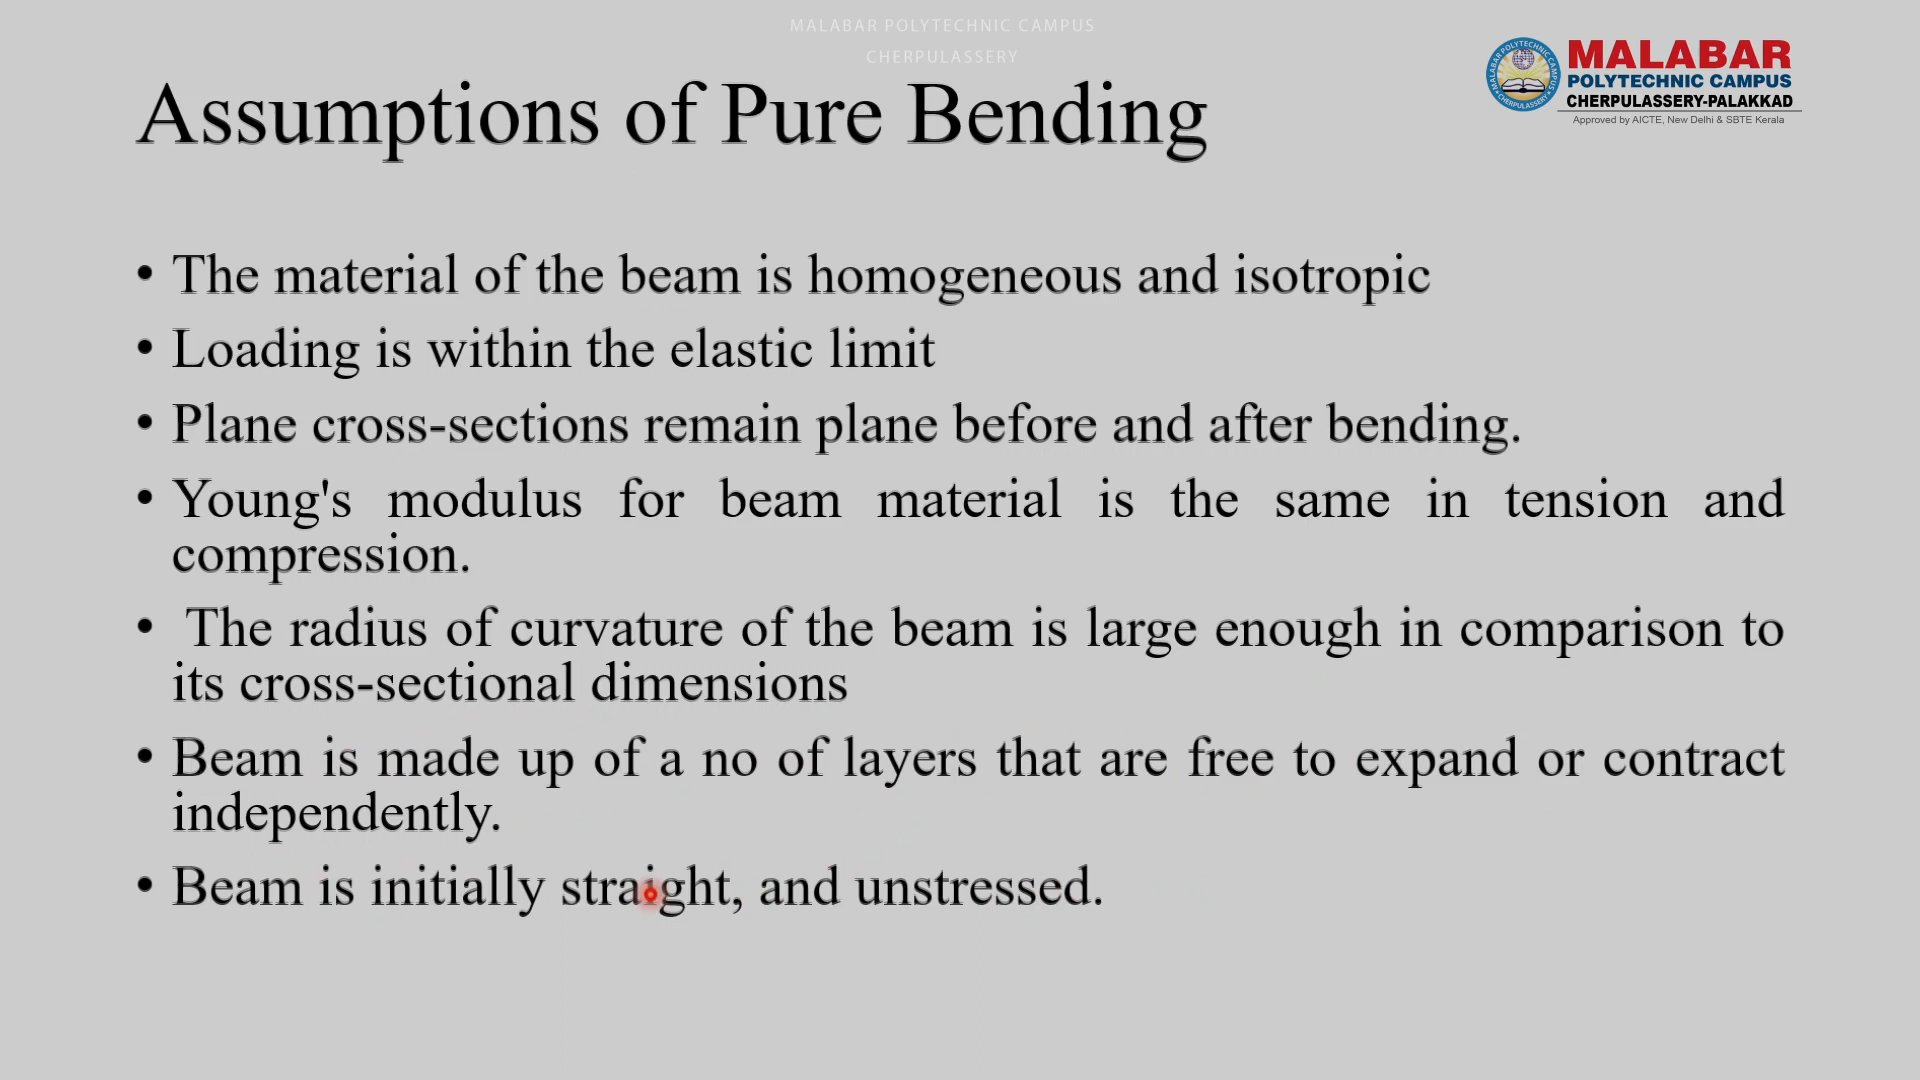 MALABAR POLYTECHNIC CAMPUS
CHERPULASSERY
MALABAR
POLYTECHNIC CAMPUS
CHERPULASSERY-PALAKKAD
Approved by AICTE, New Delhi & SBTE Kerala
MALABAR POLYTECHNIC CAMPUS
CHERPULASSERY
Assumptions of Pure Bending
• The material of the beam is homogeneous and isotropic
• Loading is within the elastic limit
• Plane cross-sections remain plane before and after bending.
• Young's modulus for beam material is the same in tension and
compression.
• The radius of curvature of the beam is large enough in comparison to
its cross-sectional dimensions
• Beam is made up of a no of layers that are free to expand or contract
independently.
• Beam is initially straight, and unstressed.